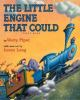 THE LITTLE
ENGINE
THAT COULD
by Watty Piper
with new art by
Loren Long